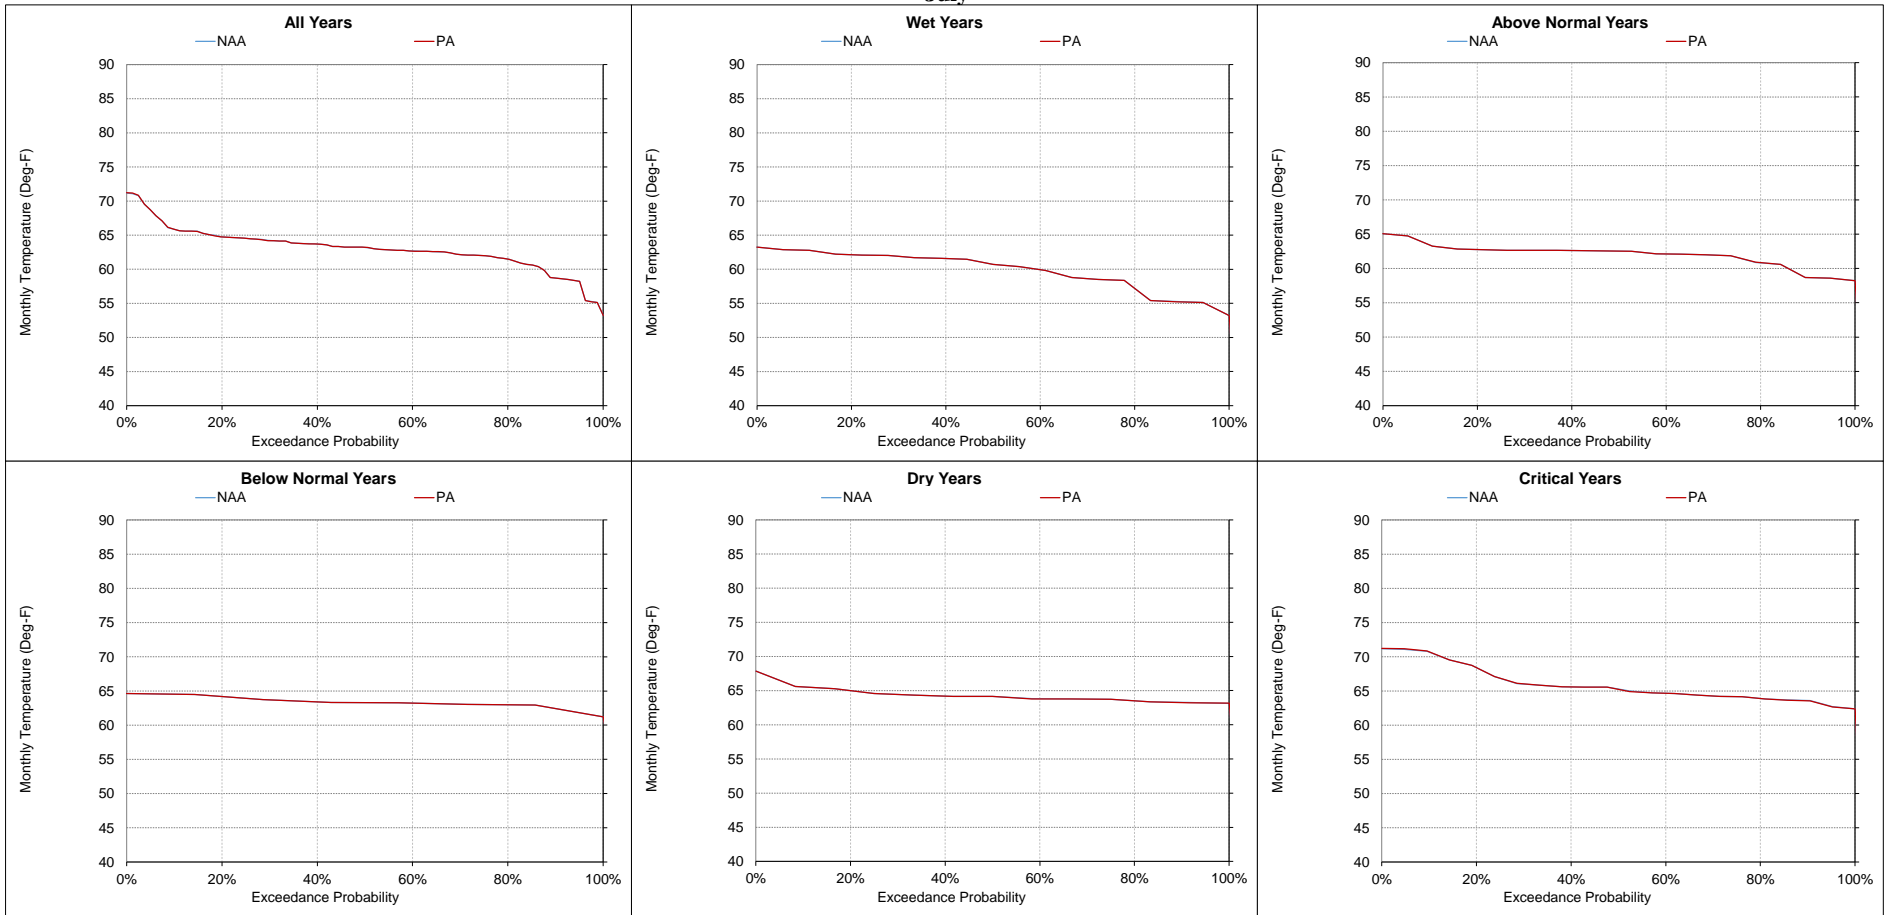 All Years
NAA PA
90
85
80
75
70
65
60
55
50
45
40
0% 20% 40% 60% 80% 100%
Monthly Temperature (Deg-F)
Exceedance Probability
Wet Years
NAA PA
90
85
80
75
70
65
60
55
50
45
40
0% 20% 40% 60% 80% 100%
Monthly Temperature (Deg-F)
Exceedance Probability
Above Normal Years
NAA PA
90
85
80
75
70
65
60
55
50
45
40
0% 20% 40% 60% 80% 100%
Monthly Temperature (Deg-F)
Exceedance Probability
Below Normal Years
NAA PA
90
85
80
75
70
65
60
55
50
45
40
0% 20% 40% 60% 80% 100%
Monthly Temperature (Deg-F)
Exceedance Probability
Dry Years
NAA PA
90
85
80
75
70
65
60
55
50
45
40
0% 20% 40% 60% 80% 100%
Monthly Temperature (Deg-F)
Exceedance Probability
Critical Years
NAA PA
90
85
80
75
70
65
60
55
50
45
40
0% 20% 40% 60% 80% 100%
Monthly Temperature (Deg-F)
Exceedance Probability